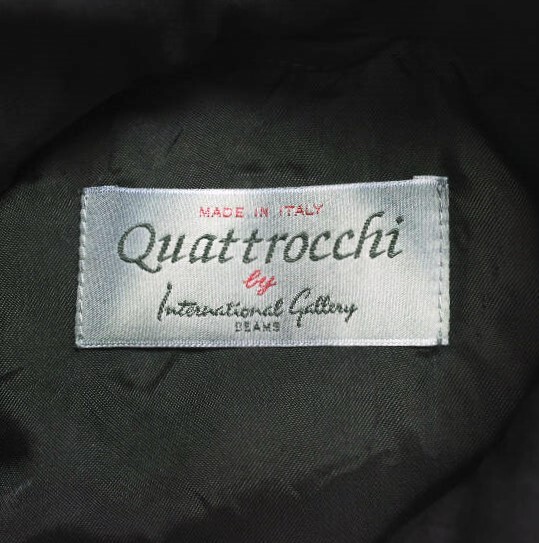 MADE IN ITALY
Quattrocchi
by
International Gallery
BEAMS